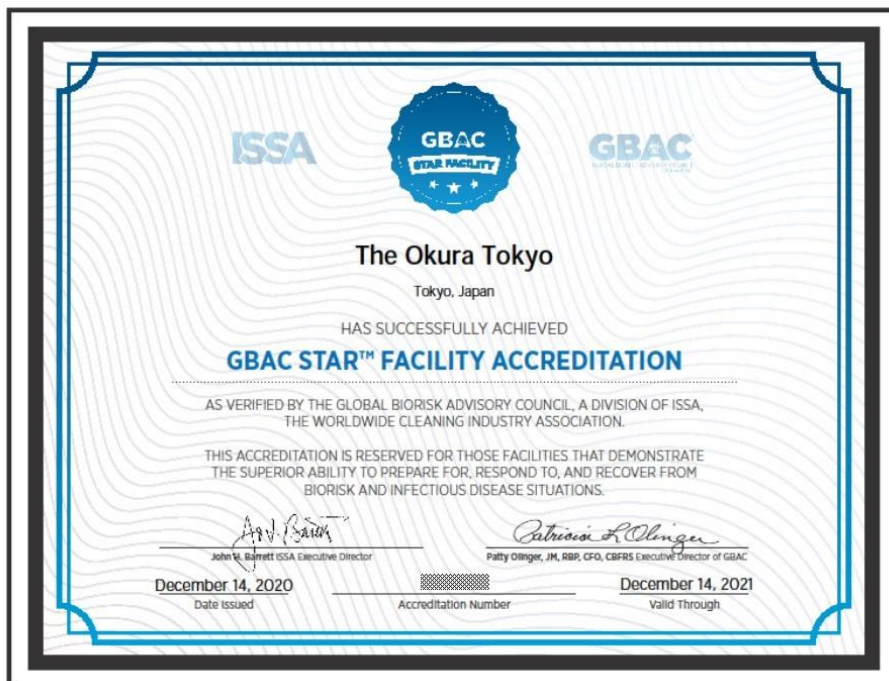 ISSA
GBAC
STAR FACILITY
GBAC
The Okura Tokyo
Tokyo, Japan
HAS SUCCESSFULLY ACHIEVED
GBAC STAR™ FACILITY ACCREDITATION
AS VERIFIED BY THE GLOBAL BIORISK ADVISORY COUNCIL, A DIVISION OF ISSA,
THE WORLDWIDE CLEANING INDUSTRY ASSOCIATION.
THIS ACCREDITATION IS RESERVED FOR THOSE FACILITIES THAT DEMONSTRATE
THE SUPERIOR ABILITY TO PREPARE FOR, RESPOND TO, AND RECOVER FROM
BIORISK AND INFECTIOUS DISEASE SITUATIONS.
Patricia L Olinger
John H. Barrett ISSA Executive Director
Patty Olinger, JM, RBP, CFO, CBFRS Executive Director of GBAC
December 14, 2020
December 14, 2021
Date Issued
Accreditation Number
Valid Through